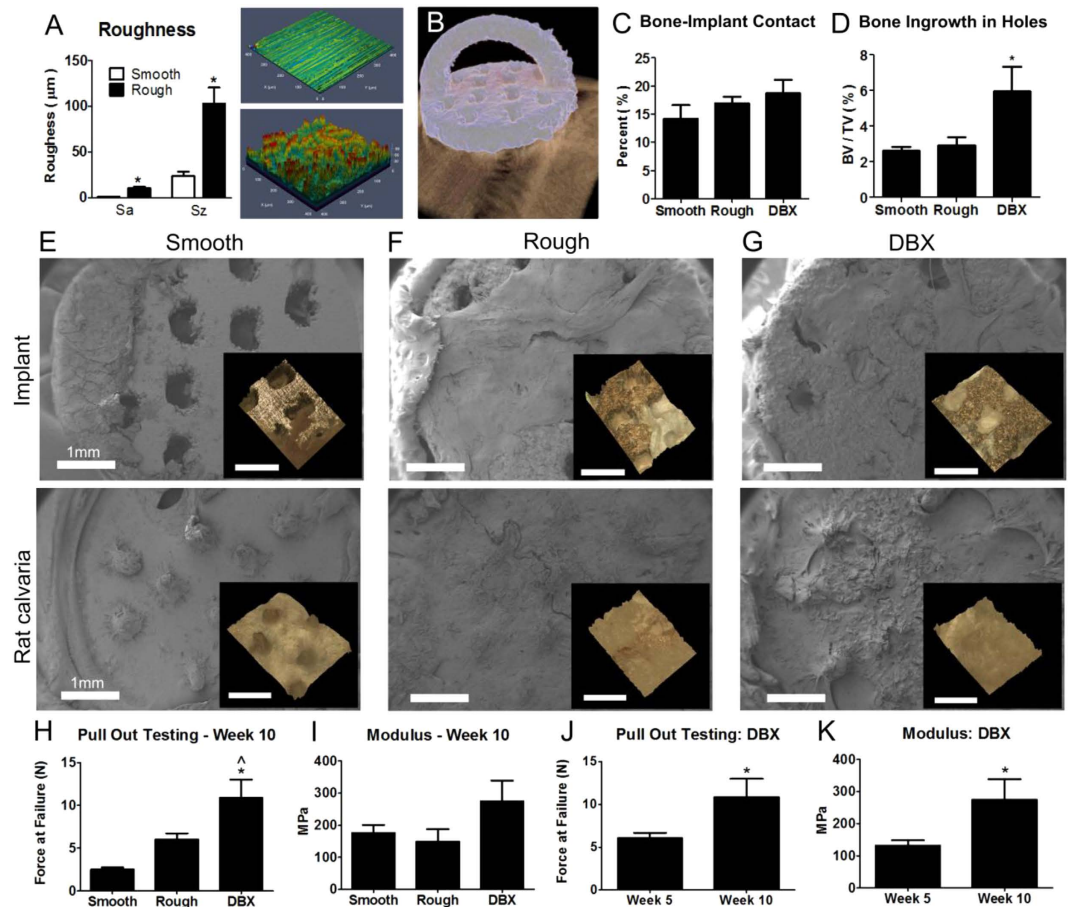 A
Roughness
Roughness ( µm )
150
100
50
0
Smooth
Rough
*
*
Sa
Sz
B
C
Bone-Implant Contact
Percent ( % )
25
20
15
10
5
0
Smooth Rough DBX
D
Bone Ingrowth in Holes
BV / TV ( % )
8
6
4
2
0
*
Smooth Rough DBX
E
Smooth
F
Rough
G
DBX
Implant
1mm
Rat calvaria
1mm
H
Pull Out Testing - Week 10
Force at Failure (N)
15
10
5
0
^
*
Smooth Rough DBX
I
Modulus - Week 10
MPa
400
300
200
100
0
Smooth Rough DBX
J
Pull Out Testing: DBX
Force at Failure (N)
15
10
5
0
*
Week 5 Week 10
K
Modulus: DBX
MPa
400
300
200
100
0
*
Week 5 Week 10